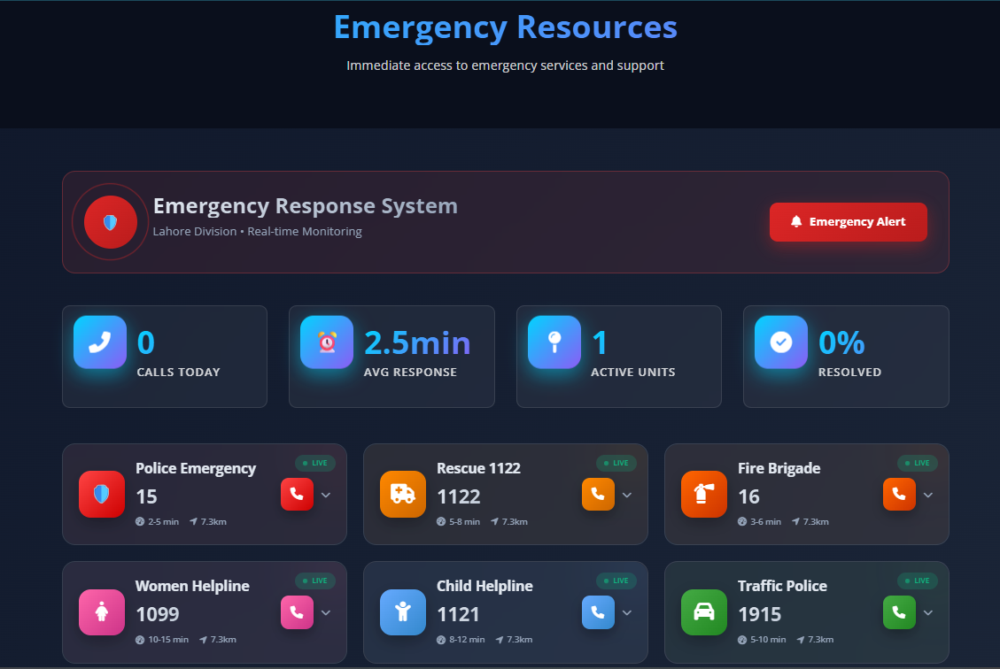 Emergency Resources
Immediate access to emergency services and support
Emergency Response System
Lahore Division • Real-time Monitoring
Emergency Alert
0
CALLS TODAY
2.5min
AVG RESPONSE
1
ACTIVE UNITS
0%
RESOLVED
Police Emergency
LIVE
15
2-5 min 7.3km
Rescue 1122
LIVE
1122
5-8 min 7.3km
Fire Brigade
LIVE
16
3-6 min 7.3km
Women Helpline
LIVE
1099
10-15 min 7.3km
Child Helpline
LIVE
1121
8-12 min 7.3km
Traffic Police
LIVE
1915
5-10 min 7.3km